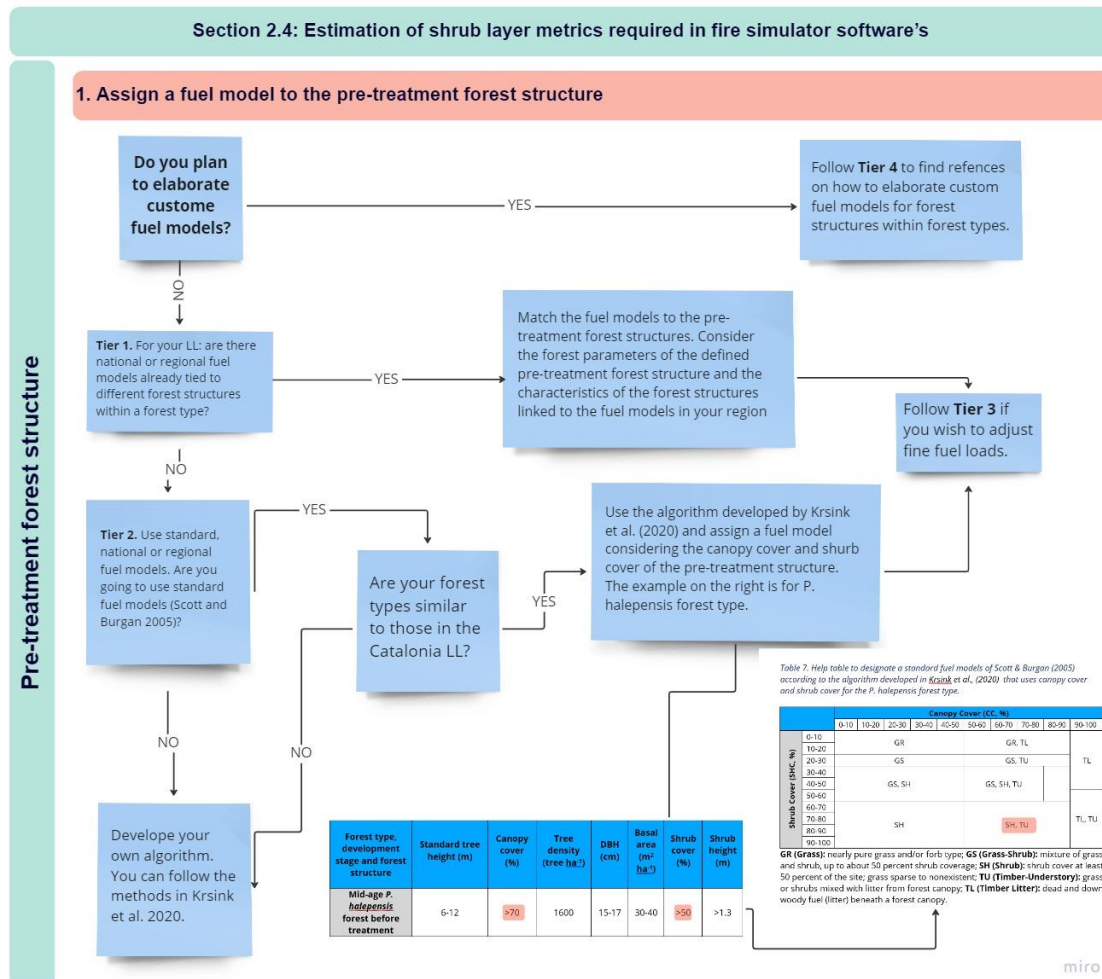 Section 2.4: Estimation of shrub layer metrics required in fire simulator software's
Pre-treatment forest structure
1. Assign a fuel model to the pre-treatment forest structure
Do you plan
to elaborate
custome
fuel models?
YES
Follow Tier 4 to find refences
on how to elaborate custom
fuel models for forest
structures within forest types.
NO
Tier 1. For your LL: are there
national or regional fuel
models already tied to
different forest structures
within a forest type?
YES
Match the fuel models to the pre-
treatment forest structures. Consider
the forest parameters of the defined
pre-treatment forest structure and the
characteristics of the forest structures
linked to the fuel models in your region
Follow Tier 3 if
you wish to adjust
fine fuel loads.
NO
Tier 2. Use standard,
national or regional
fuel models. Are you
going to use standard
fuel models (Scott and
Burgan 2005)?
YES
Are your forest
types similar
to those in the
Catalonia LL?
YES
Use the algorithm developed by Krsink
et al. (2020) and assign a fuel model
considering the canopy cover and shurb
cover of the pre-treatment structure.
The example on the right is for P.
halepensis forest type.
NO
NO
Develope your
own algorithm.
You can follow the
methods in Krsink
et al. 2020.
Table 7. Help table to designate a standard fuel models of Scott & Burgan (2005)
according to the algorithm developed in Krsink et al., (2020) that uses canopy cover
and shrub cover for the P. halepensis forest type.
Canopy Cover (CC, %)
0-10 10-20 20-30 30-40 40-50 50-60 60-70 70-80 80-90 90-100
Shrub Cover (SHC, %)
0-10
GR GR, TL
10-20
20-30 GS GS, TU TL
30-40
40-50 GS, SH GS, SH, TU
50-60
60-70
70-80 TL, TU
80-90 SH SH, TU
90-100
GR (Grass): nearly pure grass and/or forb type; GS (Grass-Shrub): mixture of grass
and shrub, up to about 50 percent shrub coverage; SH (Shrub): shrub cover at least
50 percent of the site; grass sparse to nonexistent; TU (Timber-Understory): grass
or shrubs mixed with litter from forest canopy; TL (Timber Litter): dead and down
woody fuel (litter) beneath a forest canopy.
Forest type, development stage and forest structure Standard tree height (m) Canopy cover (%) Tree density (tree ha⁻¹) DBH (cm) Basal area (m² ha⁻¹) Shrub cover (%) Shrub height (m)
Mid-age P. halepensis forest before treatment 6-12 >70 1600 15-17 30-40 >50 >1.3
miro